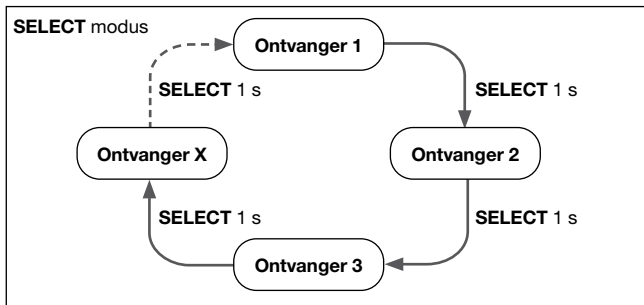 SELECT modus
Ontvanger 1
SELECT 1 s
SELECT 1 s
Ontvanger X
Ontvanger 2
SELECT 1 s
SELECT 1 s
Ontvanger 3